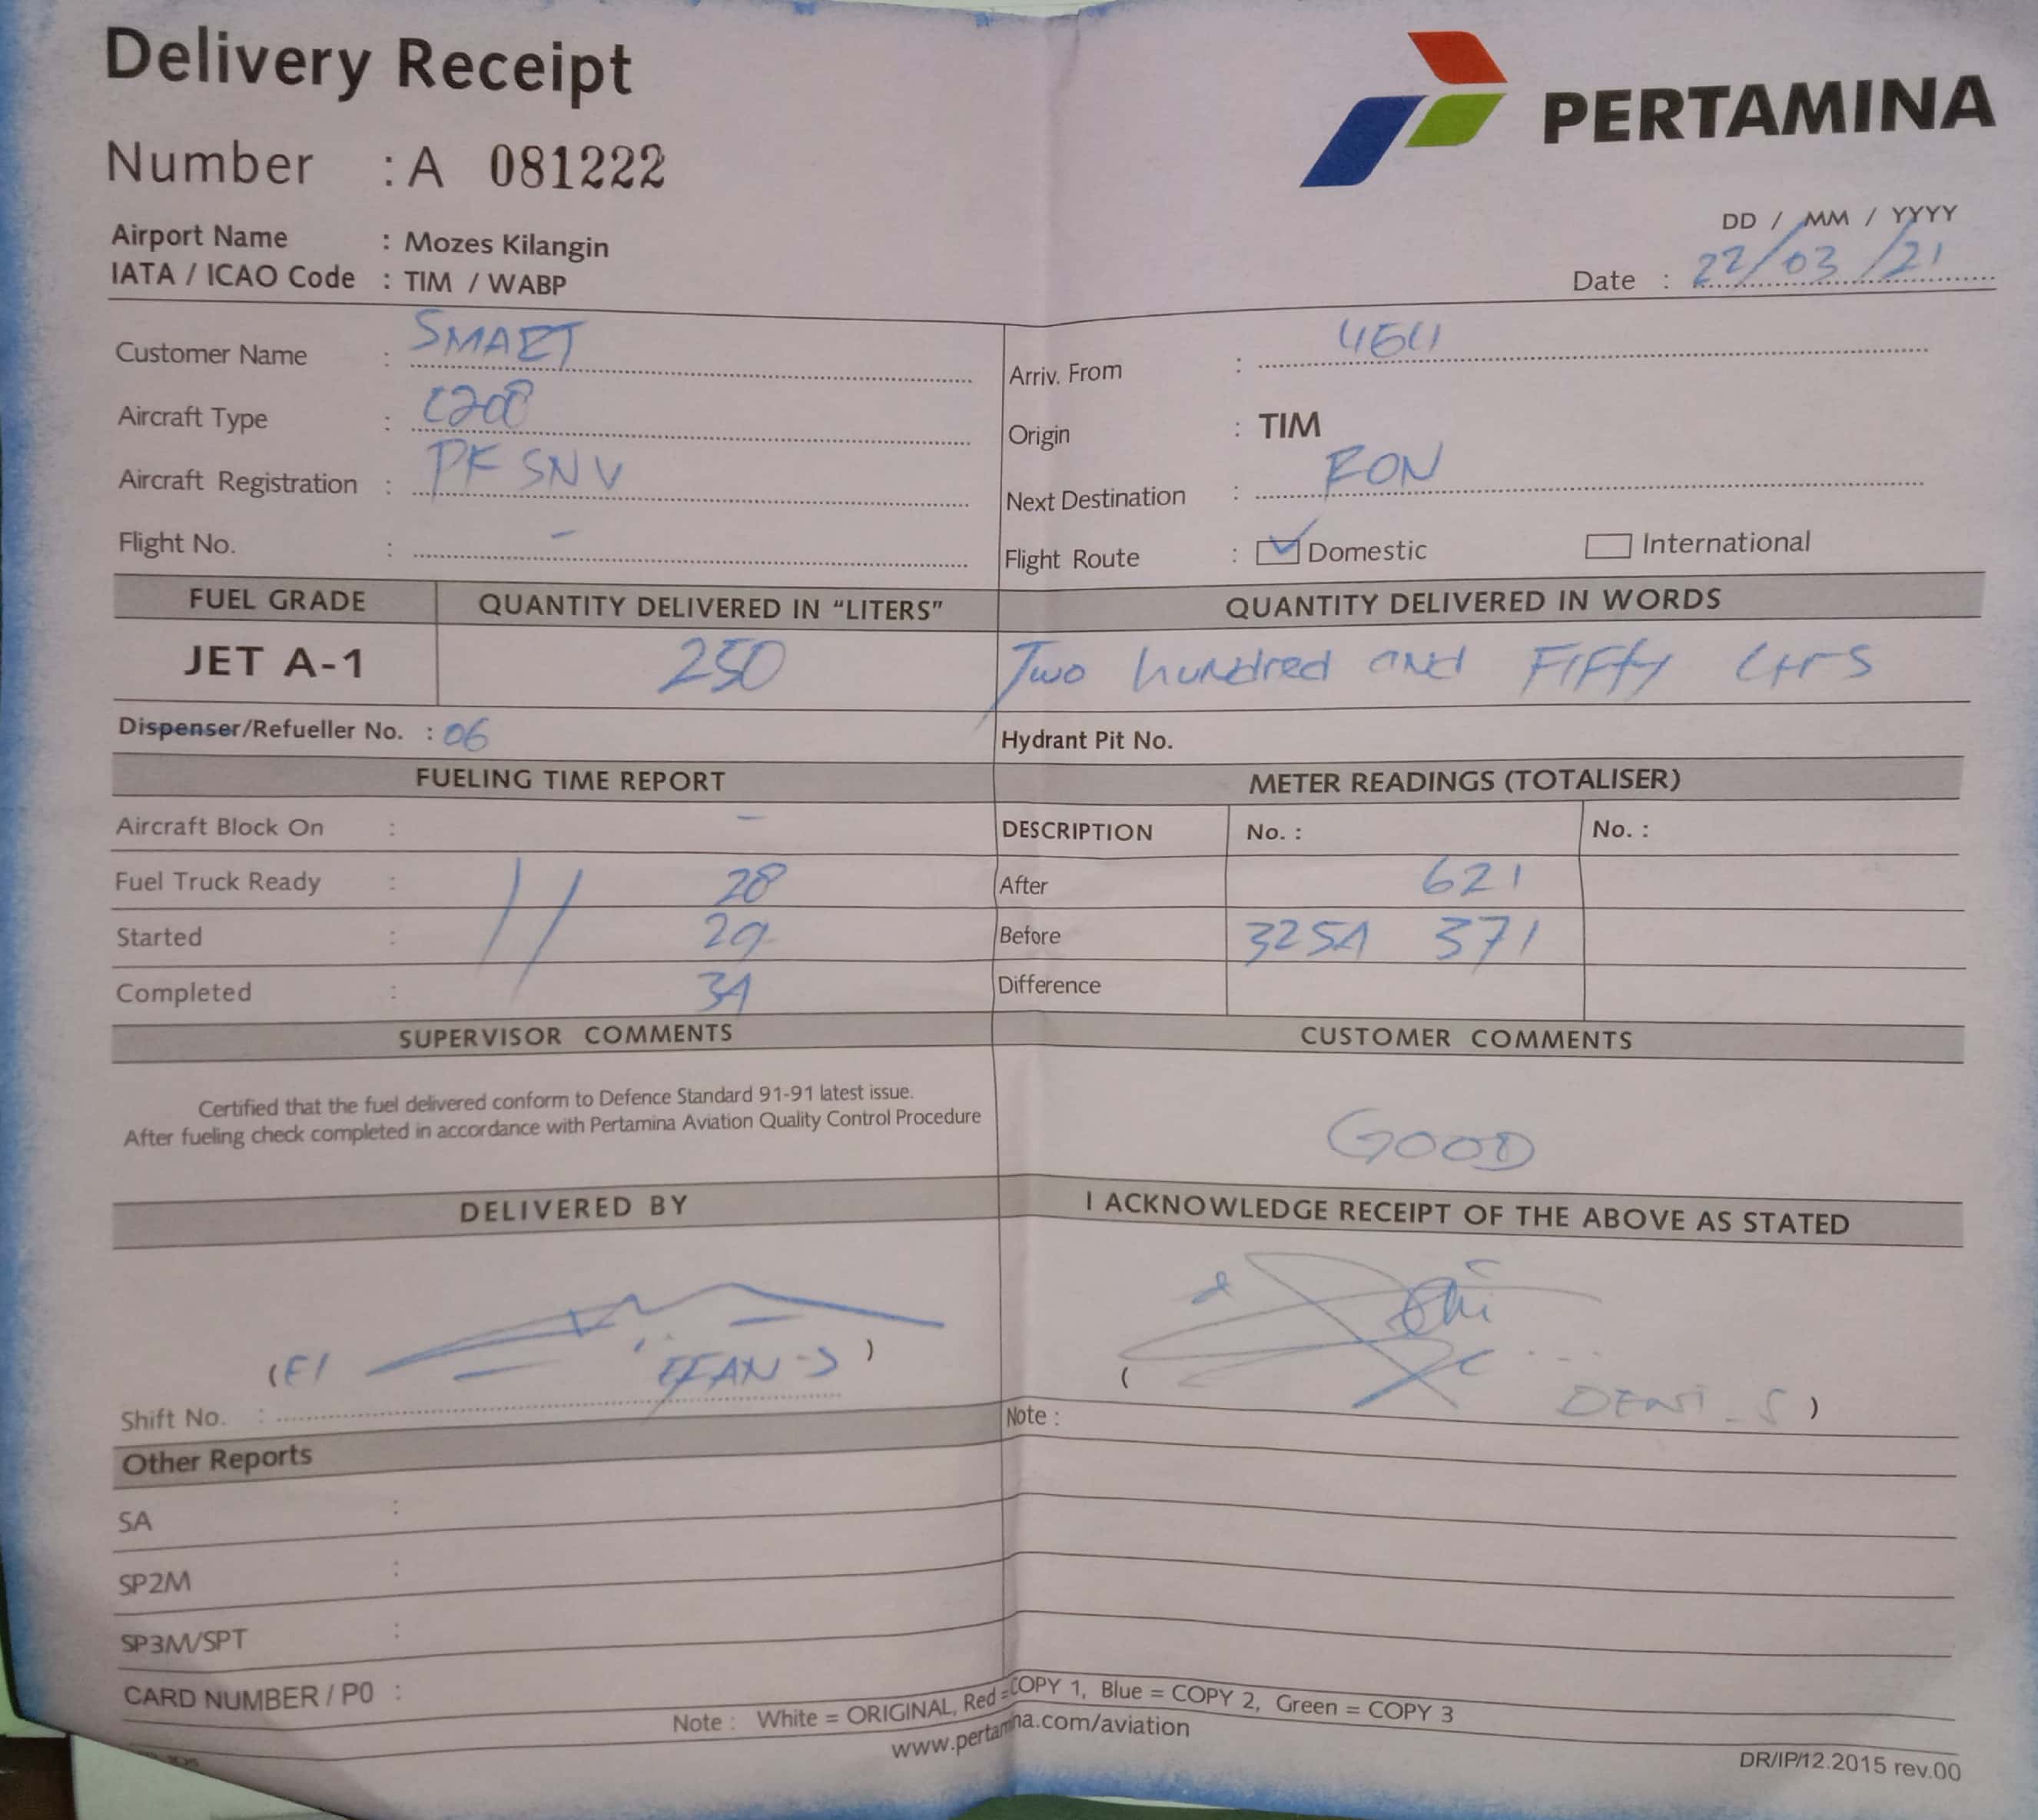 Delivery Receipt
PERTAMINA
Number : A 081222
Airport Name : Mozes Kilangin
IATA / ICAO Code : TIM / WABP
DD / MM / YYYY
Date : 22/03/21
Customer Name : SMART
Arriv. From :
Aircraft Type : C208
Origin : TIM
Aircraft Registration : PK SNV
Next Destination : RON
Flight No. : -
Flight Route : Domestic International
FUEL GRADE QUANTITY DELIVERED IN "LITERS" QUANTITY DELIVERED IN WORDS
JET A-1 250 Two hundred and Fifty Ltrs
Dispenser/Refueller No. : 06 Hydrant Pit No.
FUELING TIME REPORT METER READINGS (TOTALISER)
Aircraft Block On : - DESCRIPTION No. : No. :
Fuel Truck Ready : 28 After 621
Started : 29 Before 371
Completed : 34 Difference
SUPERVISOR COMMENTS CUSTOMER COMMENTS
Certified that the fuel delivered conform to Defence Standard 91-91 latest issue.
After fueling check completed in accordance with Pertamina Aviation Quality Control Procedure
GOOD
DELIVERED BY I ACKNOWLEDGE RECEIPT OF THE ABOVE AS STATED
( )
( DENI_S )
Shift No. :
Note :
Other Reports
SA :
SP2M :
SP3M/SPT :
CARD NUMBER / P0 :
Note : White = ORIGINAL, Red = COPY 1, Blue = COPY 2, Green = COPY 3
www.pertamina.com/aviation
DR/IP/12.2015 rev.00